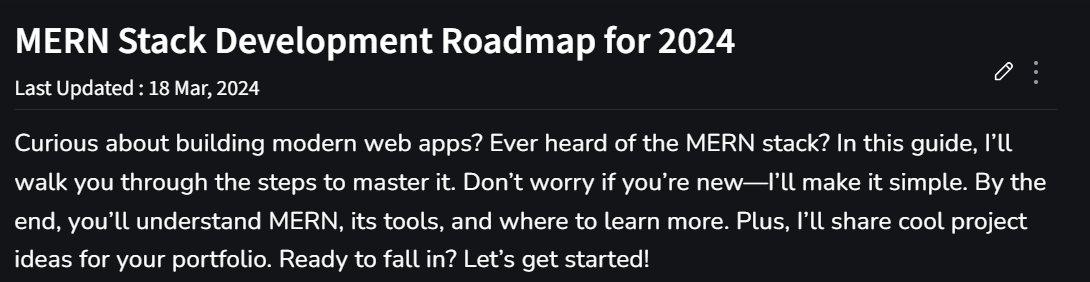 MERN Stack Development Roadmap for 2024
Last Updated : 18 Mar, 2024
Curious about building modern web apps? Ever heard of the MERN stack? In this guide, I’ll
walk you through the steps to master it. Don’t worry if you’re new—I’ll make it simple. By the
end, you’ll understand MERN, its tools, and where to learn more. Plus, I’ll share cool project
ideas for your portfolio. Ready to fall in? Let’s get started!